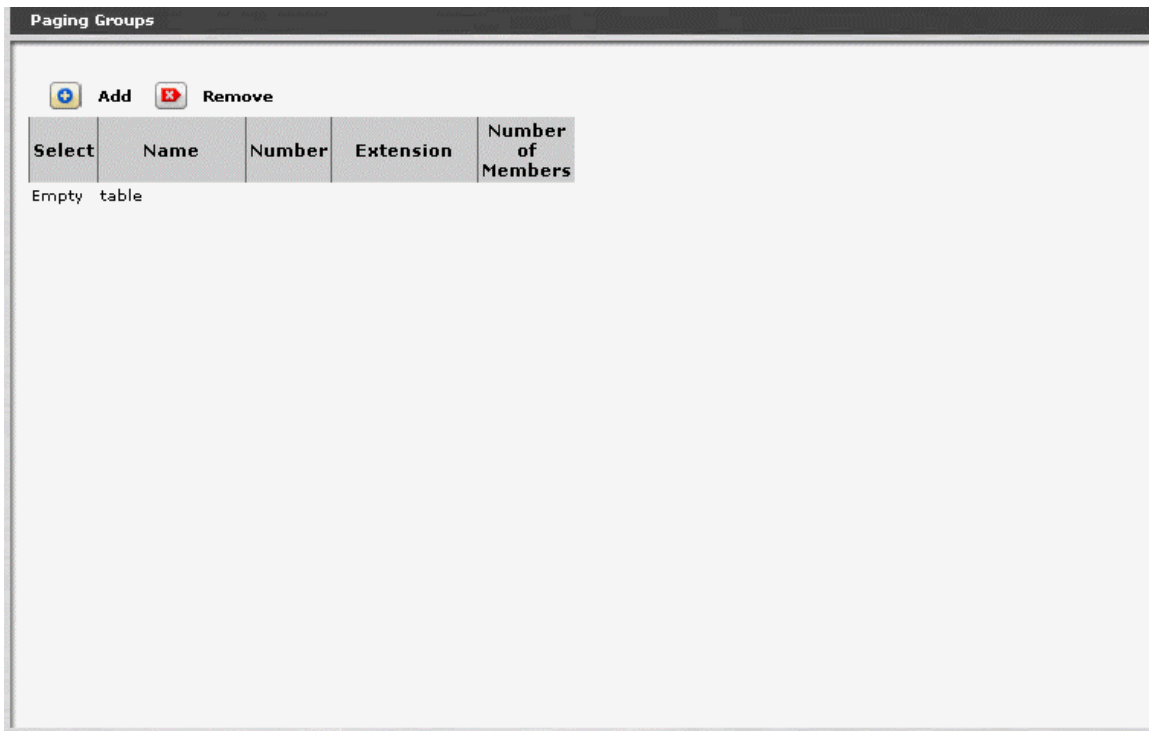 Paging Groups
Add Remove
Select Name Number Extension Number of Members
Empty table